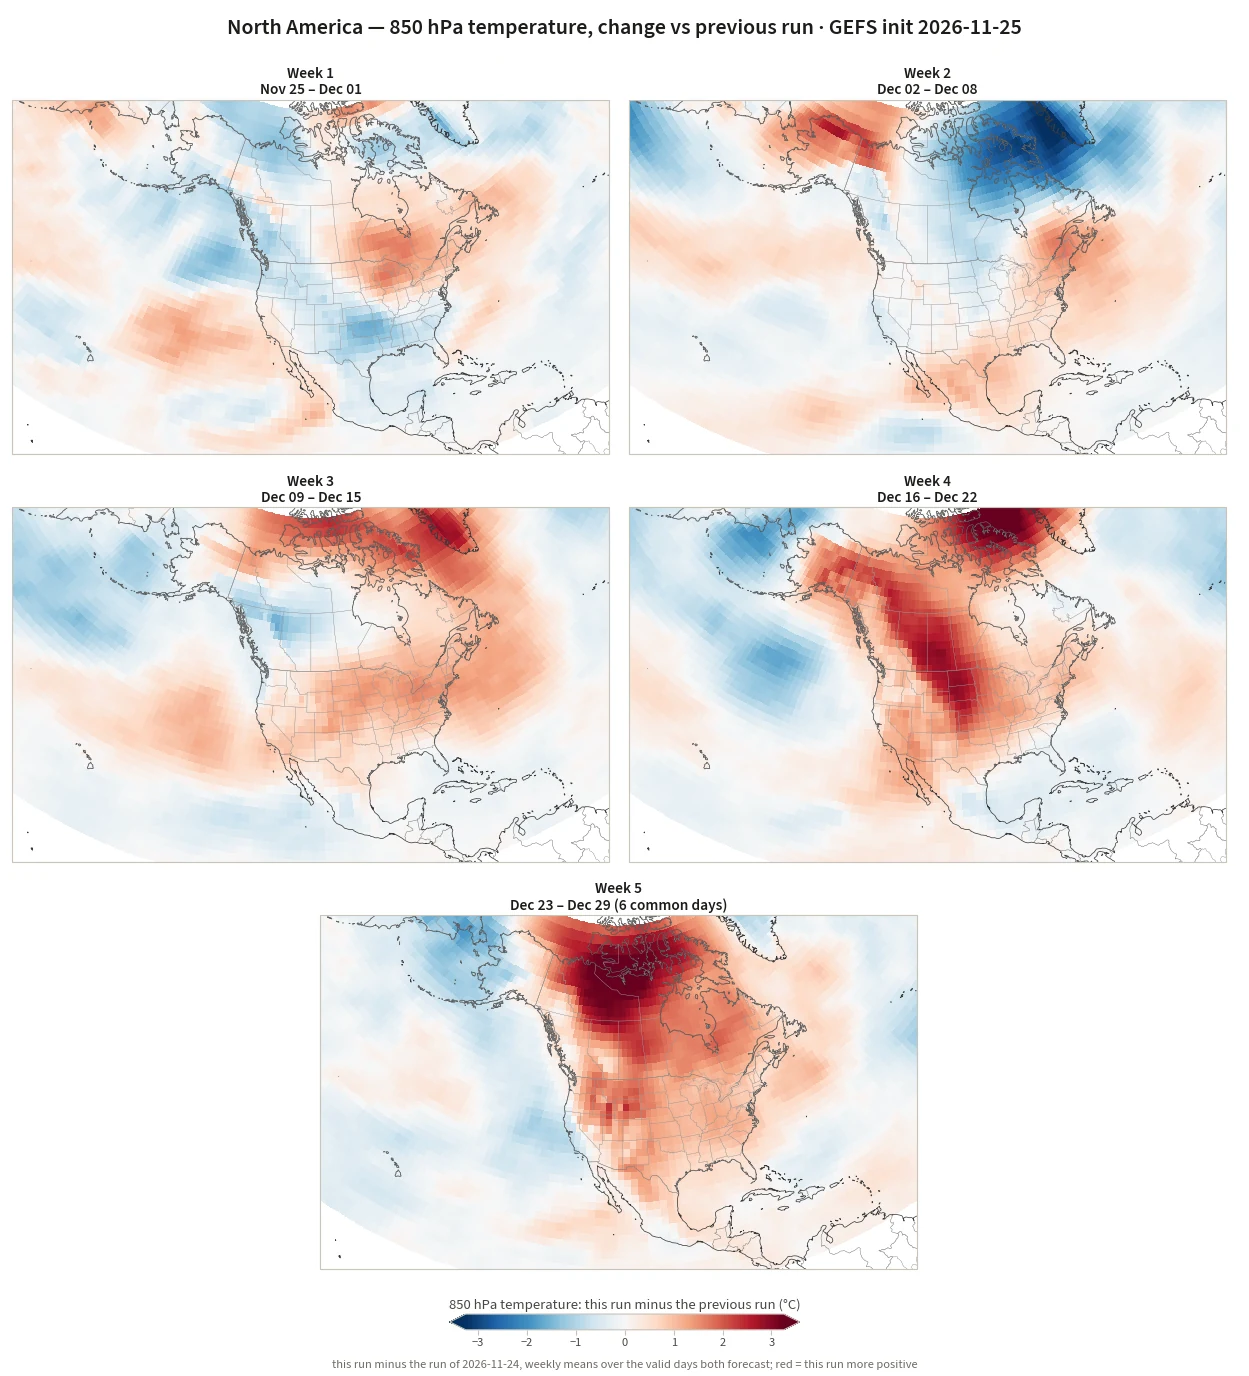 North America — 850 hPa temperature, change vs previous run · GEFS init 2026-11-25
Week 1
Nov 25 – Dec 01
Week 2
Dec 02 – Dec 08
Week 3
Dec 09 – Dec 15
Week 4
Dec 16 – Dec 22
Week 5
Dec 23 – Dec 29 (6 common days)
850 hPa temperature: this run minus the previous run (°C)
−3 −2 −1 0 1 2 3
this run minus the run of 2026-11-24, weekly means over the valid days both forecast; red = this run more positive